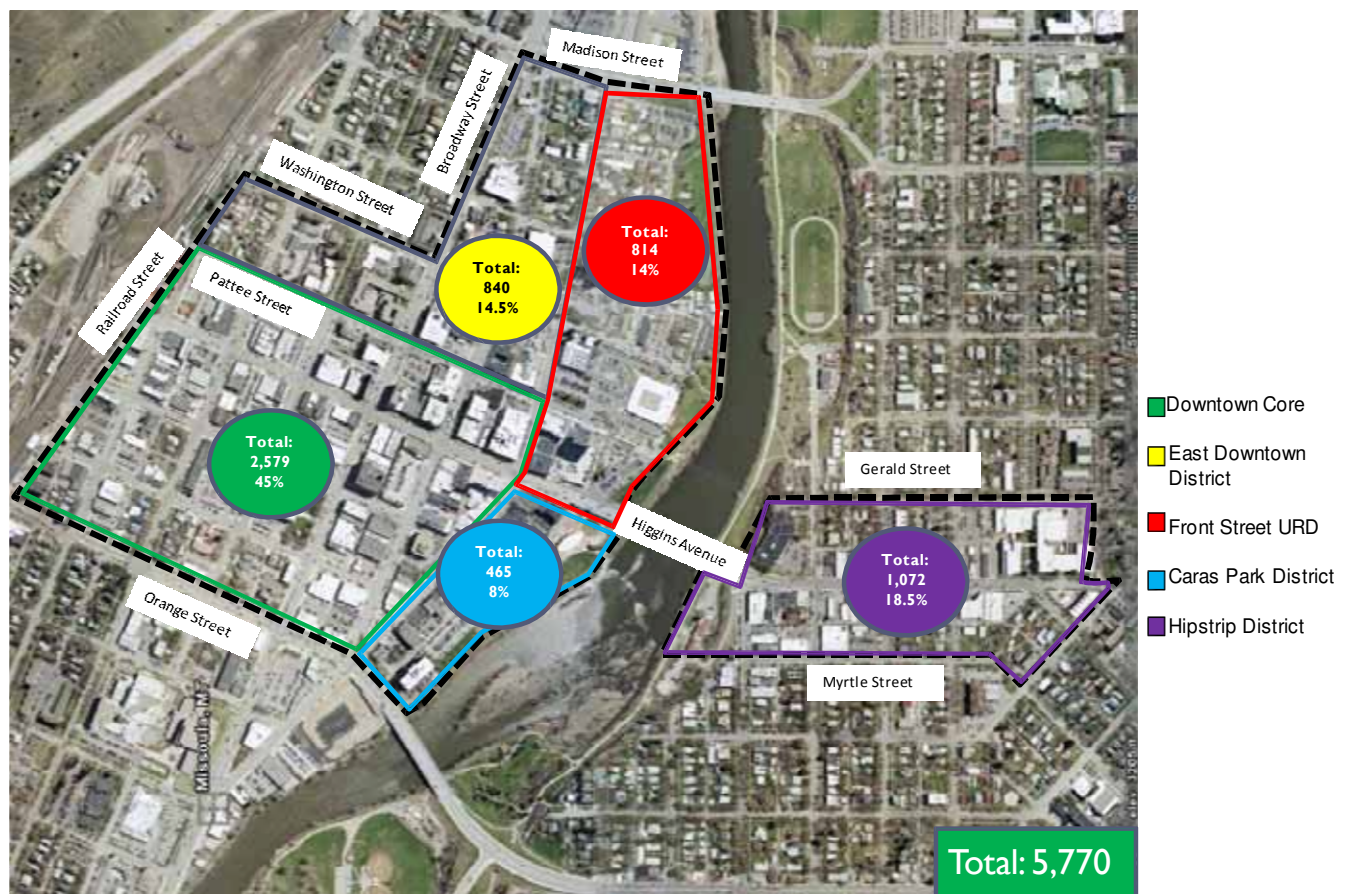 Madison Street
Broadway Street
Washington Street
Railroad Street
Pattee Street
Total:
814
14%
Total:
840
14.5%
Total:
2,579
45%
Total:
465
8%
Higgins Avenue
Gerald Street
Total:
1,072
18.5%
Orange Street
Myrtle Street
Total: 5,770
Downtown Core
East Downtown
District
Front Street URD
Caras Park District
Hipstrip District